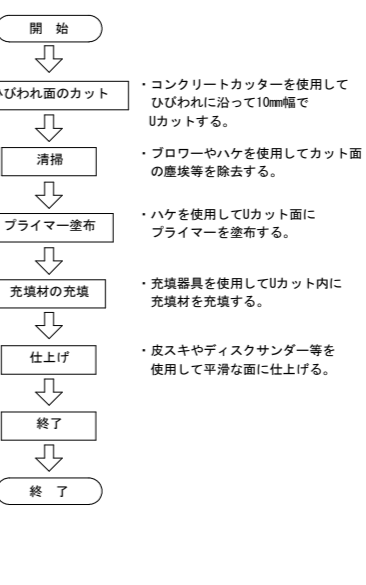 開 始
ひびわれ面のカット
・コンクリートカッターを使用して
ひびわれに沿って10mm幅で
Uカットする。
清掃
・ブロワーやハケを使用してカット面
の塵埃等を除去する。
プライマー塗布
・ハケを使用してUカット面に
プライマーを塗布する。
充填材の充填
・充填器具を使用してUカット内に
充填材を充填する。
仕上げ
・皮スキやディスクサンダー等を
使用して平滑な面に仕上げる。
終了
終 了